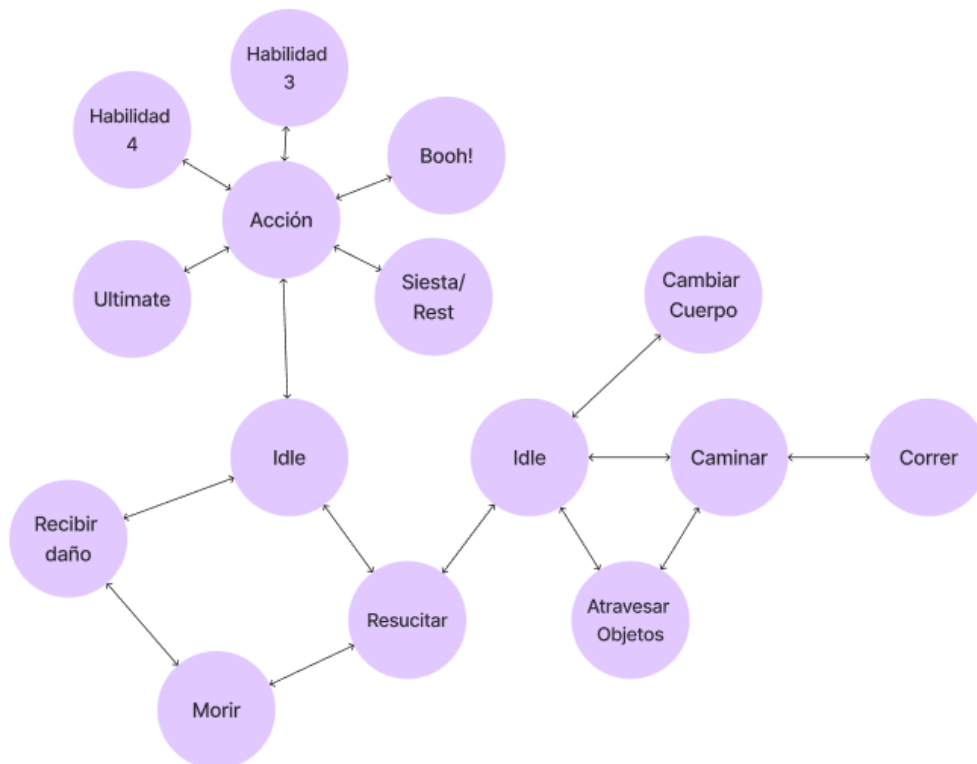 Habilidad
3
Habilidad
4
Booh!
Acción
Ultimate
Siesta/
Rest
Cambiar
Cuerpo
Idle
Idle
Caminar
Correr
Recibir
daño
Resucitar
Atravesar
Objetos
Morir